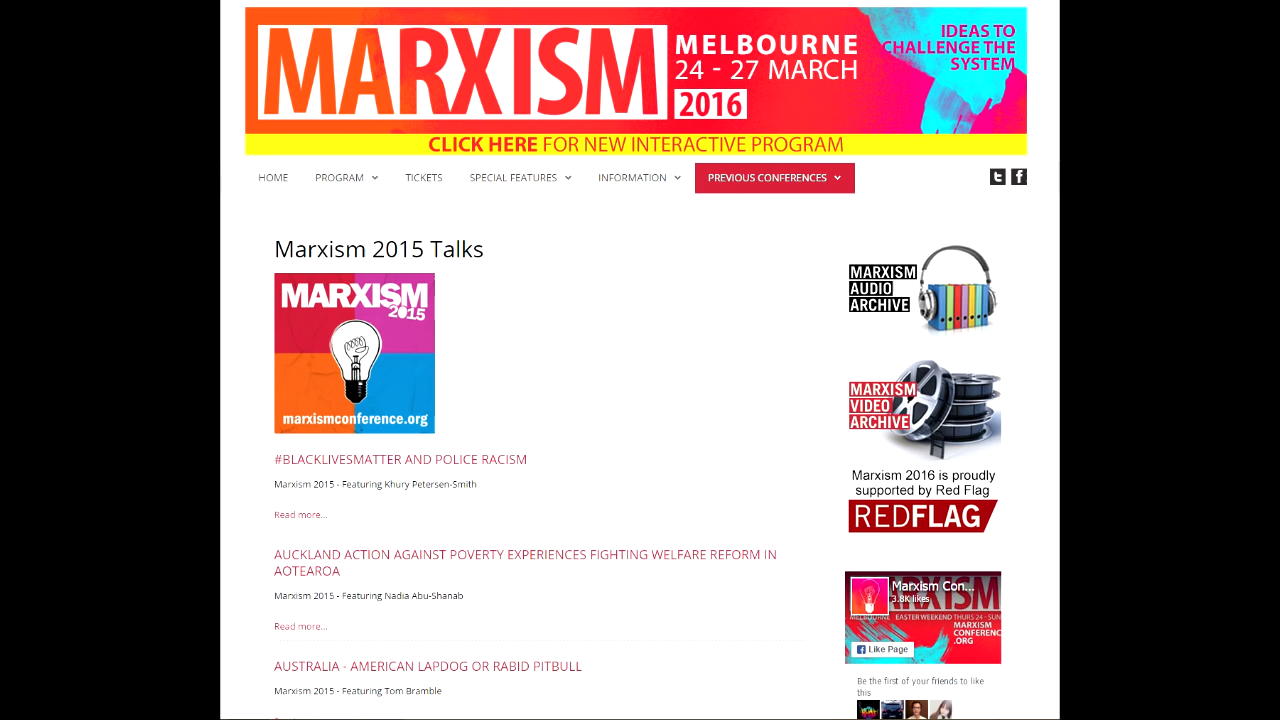 MARXISM
MELBOURNE
24 - 27 MARCH
2016
IDEAS TO
CHALLENGE THE
SYSTEM
CLICK HERE FOR NEW INTERACTIVE PROGRAM
HOME PROGRAM TICKETS SPECIAL FEATURES INFORMATION PREVIOUS CONFERENCES
Marxism 2015 Talks
MARXISM
2015
marxismconference.org
#BLACKLIVESMATTER AND POLICE RACISM
Marxism 2015 - Featuring Khury Petersen-Smith
Read more...
AUCKLAND ACTION AGAINST POVERTY EXPERIENCES FIGHTING WELFARE REFORM IN
AOTEAROA
Marxism 2015 - Featuring Nadia Abu-Shanab
Read more...
AUSTRALIA - AMERICAN LAPDOG OR RABID PITBULL
Marxism 2015 - Featuring Tom Bramble
MARXISM
AUDIO
ARCHIVE
MARXISM
VIDEO
ARCHIVE
Marxism 2016 is proudly
supported by Red Flag
REDFLAG
Marxism Con...
3.8K likes
MARXISM
MELBOURNE EASTER WEEKEND THURS 24 - SUN
MARXISM
CONFERENC
.ORG
Like Page
Be the first of your friends to like
this